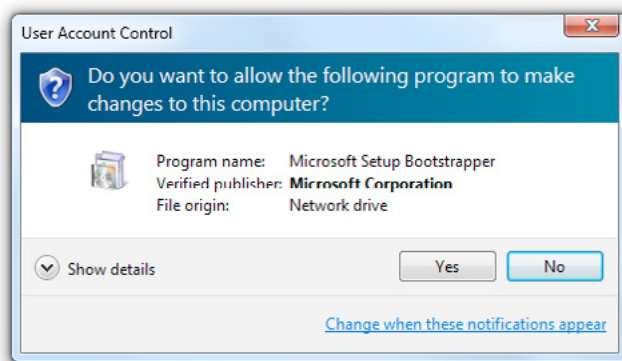 User Account Control
Do you want to allow the following program to make
changes to this computer?
Program name: Microsoft Setup Bootstrapper
Verified publisher: Microsoft Corporation
File origin: Network drive
Show details
Yes
No
Change when these notifications appear